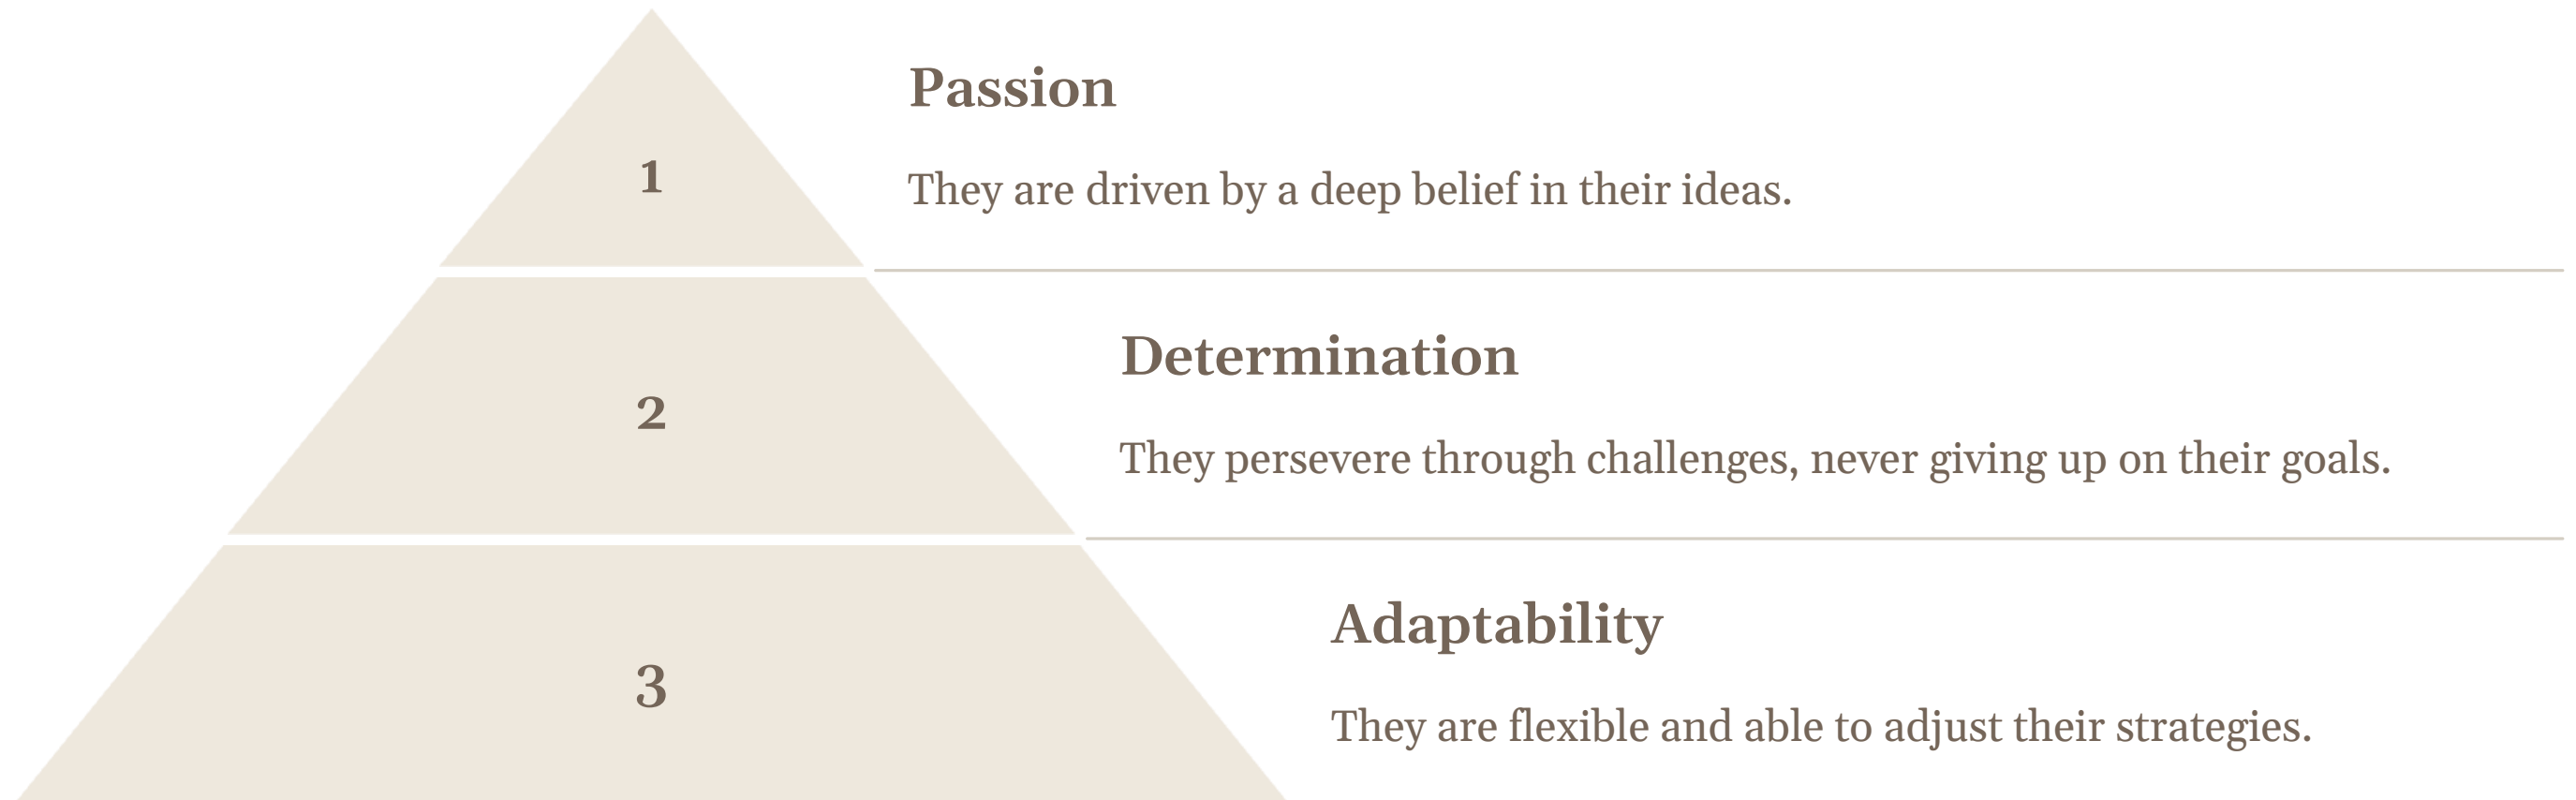 1
Passion
They are driven by a deep belief in their ideas.
2
Determination
They persevere through challenges, never giving up on their goals.
3
Adaptability
They are flexible and able to adjust their strategies.